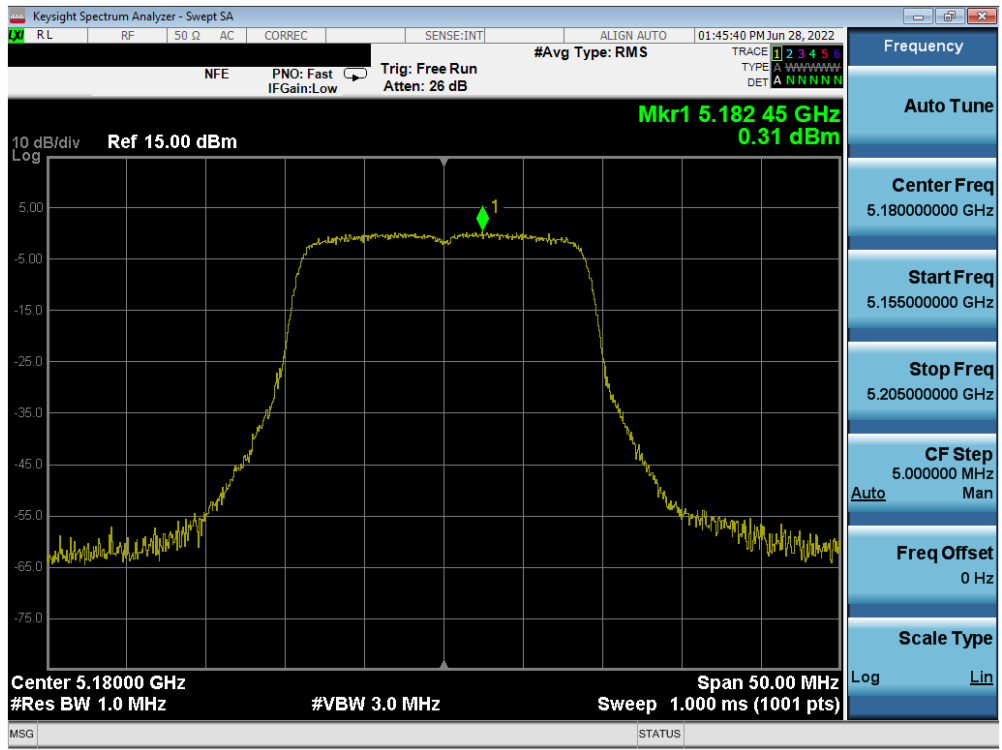 Keysight Spectrum Analyzer - Swept SA
LXI RL RF 50 Ω AC CORREC SENSE:INT ALIGN AUTO 01:45:40 PM Jun 28, 2022
NFE PNO: Fast Trig: Free Run #Avg Type: RMS TRACE 1 2 3 4 5 6
IFGain:Low Atten: 26 dB TYPE A WWWWW
DET A N N N N N
Mkr1 5.182 45 GHz
0.31 dBm
10 dB/div Ref 15.00 dBm
Log
1
5.00
-5.00
-15.0
-25.0
-35.0
-45.0
-55.0
-65.0
-75.0
Center 5.18000 GHz Span 50.00 MHz
#Res BW 1.0 MHz #VBW 3.0 MHz Sweep 1.000 ms (1001 pts)
MSG STATUS
Frequency
Auto Tune
Center Freq
5.180000000 GHz
Start Freq
5.155000000 GHz
Stop Freq
5.205000000 GHz
CF Step
5.000000 MHz
Auto Man
Freq Offset
0 Hz
Scale Type
Log Lin